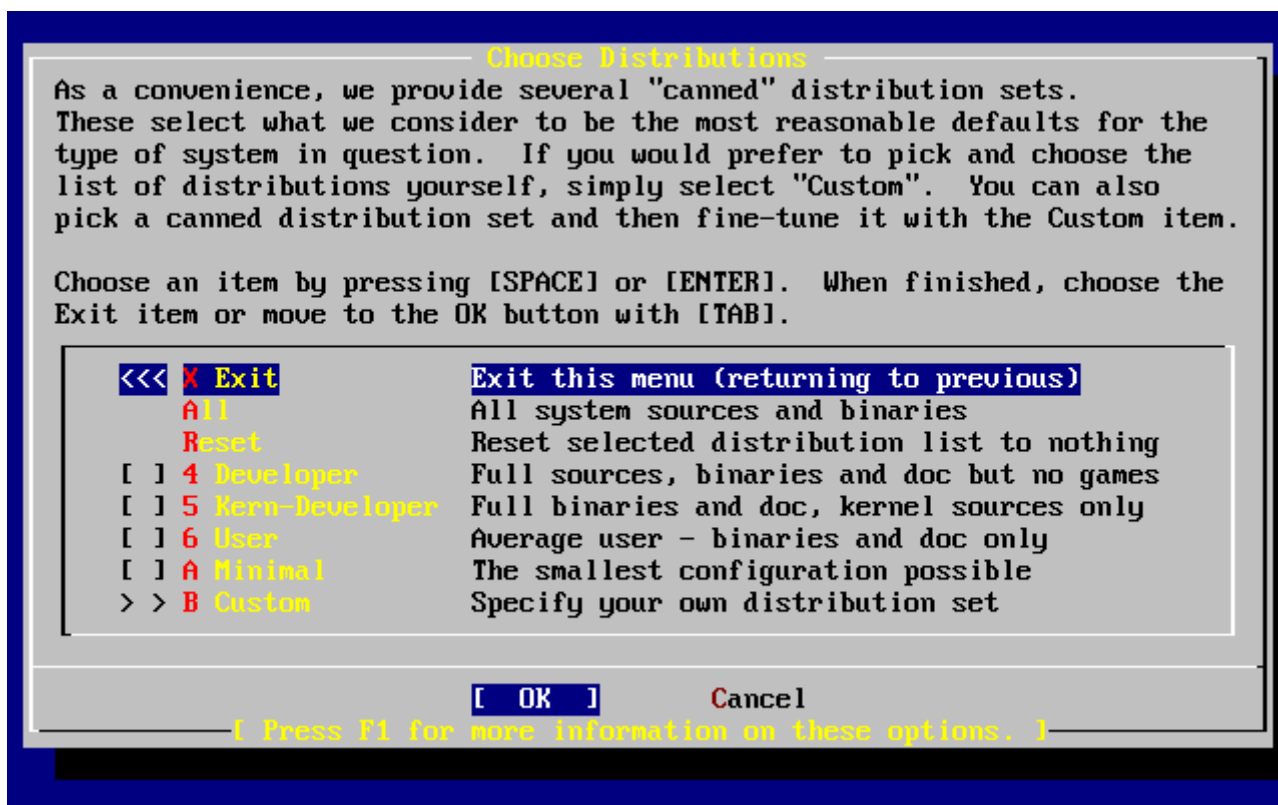 Choose Distributions
As a convenience, we provide several "canned" distribution sets.
These select what we consider to be the most reasonable defaults for the
type of system in question.  If you would prefer to pick and choose the
list of distributions yourself, simply select "Custom".  You can also
pick a canned distribution set and then fine-tune it with the Custom item.
Choose an item by pressing [SPACE] or [ENTER].  When finished, choose the
Exit item or move to the OK button with [TAB].
<<< X Exit            Exit this menu (returning to previous)
All             All system sources and binaries
Reset           Reset selected distribution list to nothing
[ ] 4 Developer       Full sources, binaries and doc but no games
[ ] 5 Kern-Developer  Full binaries and doc, kernel sources only
[ ] 6 User            Average user - binaries and doc only
[ ] A Minimal         The smallest configuration possible
> > B Custom          Specify your own distribution set
[  OK  ]       Cancel
[ Press F1 for more information on these options. ]